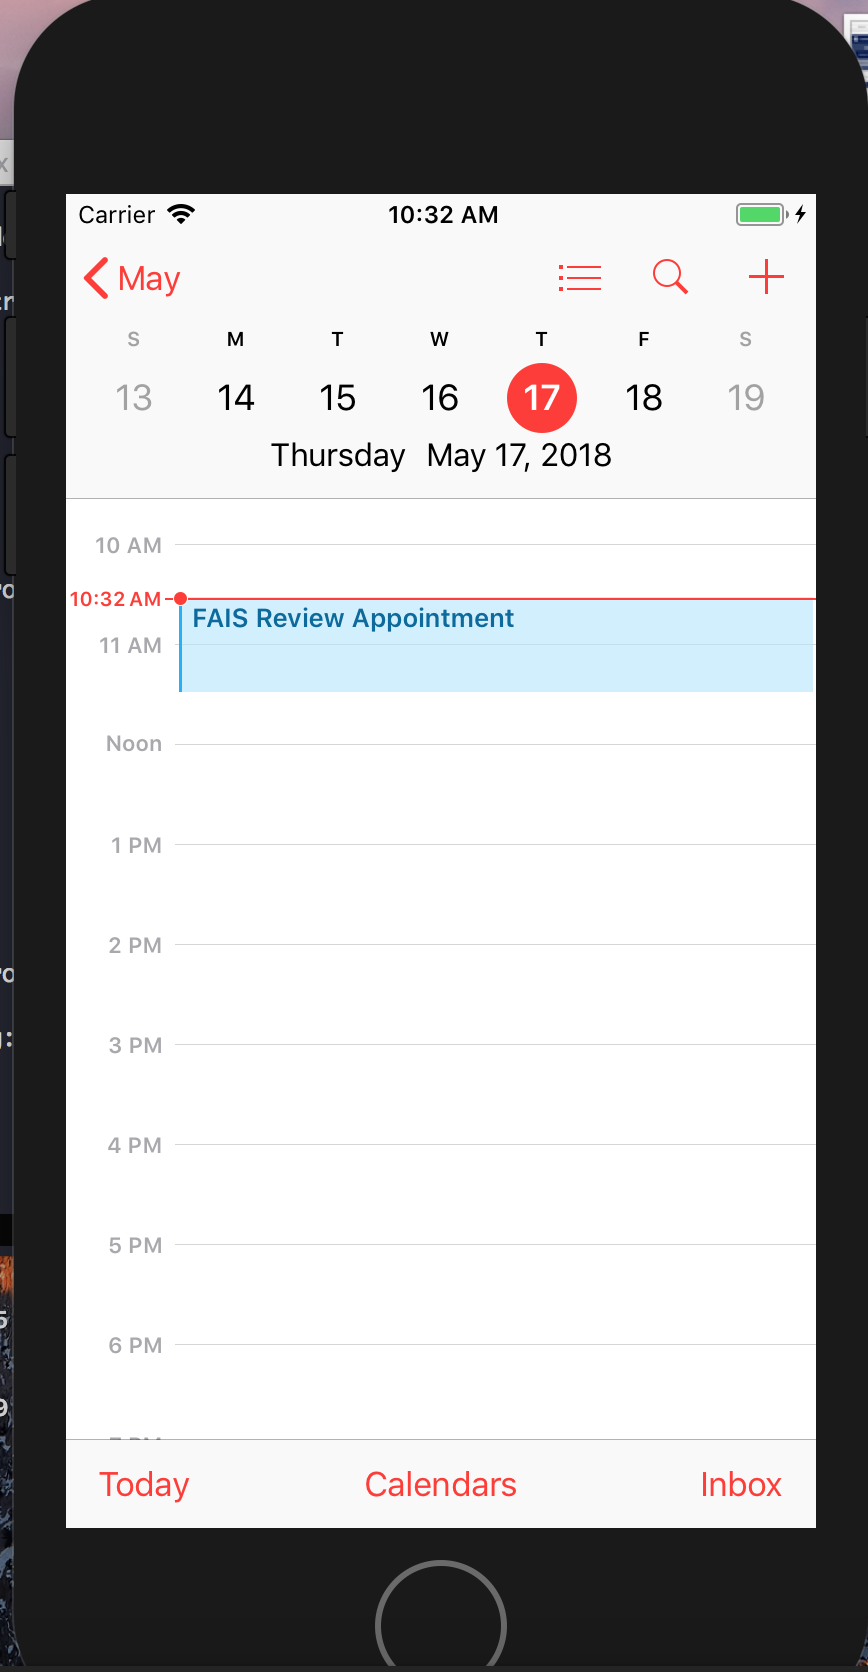 Carrier 10:32 AM
May
S M T W T F S
13 14 15 16 17 18 19
Thursday May 17, 2018
10 AM
10:32 AM
FAIS Review Appointment
11 AM
Noon
1 PM
2 PM
3 PM
4 PM
5 PM
6 PM
Today Calendars Inbox